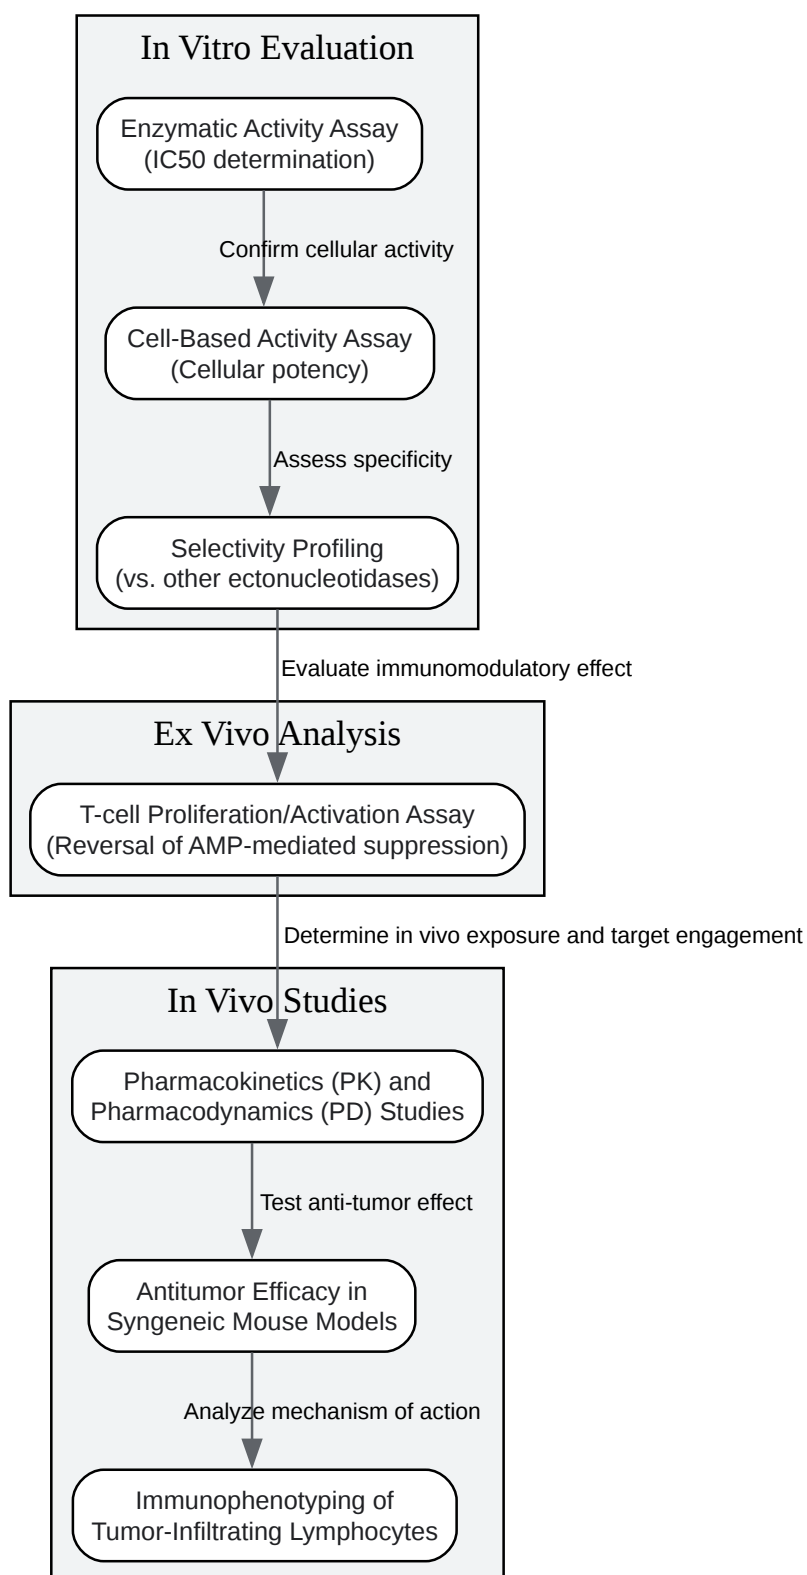 In Vitro Evaluation
Enzymatic Activity Assay
(IC50 determination)
Confirm cellular activity
Cell-Based Activity Assay
(Cellular potency)
Assess specificity
Selectivity Profiling
(vs. other ectonucleotidases)
Evaluate immunomodulatory effect
Ex Vivo Analysis
T-cell Proliferation/Activation Assay
(Reversal of AMP-mediated suppression)
Determine in vivo exposure and target engagement
In Vivo Studies
Pharmacokinetics (PK) and
Pharmacodynamics (PD) Studies
Test anti-tumor effect
Antitumor Efficacy in
Syngeneic Mouse Models
Analyze mechanism of action
Immunophenotyping of
Tumor-Infiltrating Lymphocytes